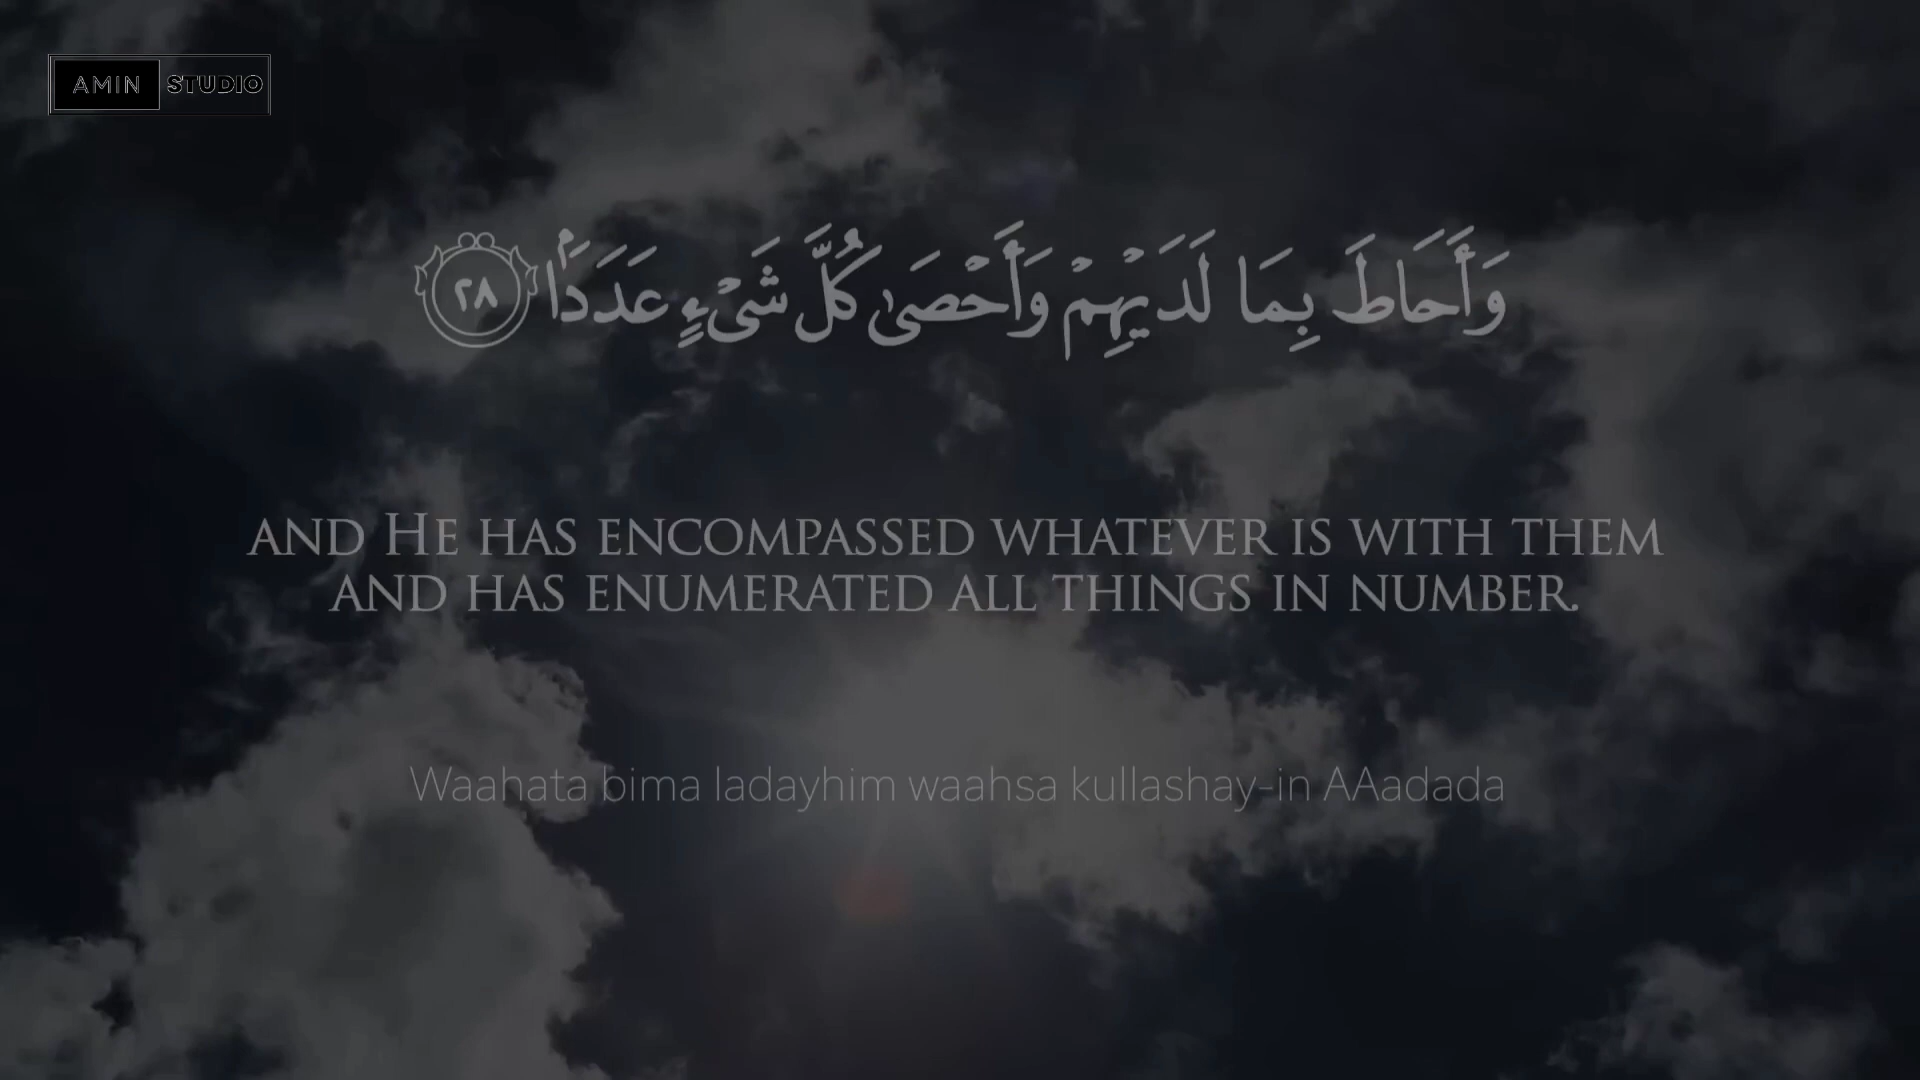 AMIN STUDIO
وَأَحَاطَ بِمَا لَدَيْهِمْ وَأَحْصَىٰ كُلَّ شَىْءٍ عَدَدَۢا ٢٨
AND HE HAS ENCOMPASSED WHATEVER IS WITH THEM
AND HAS ENUMERATED ALL THINGS IN NUMBER.
Waahata bima ladayhim waahsa kullashay-in AAadada